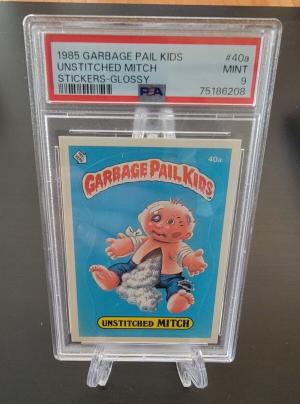 1985 GARBAGE PAIL KIDS #40a
UNSTITCHED MITCH MINT
STICKERS-GLOSSY 9
PSA 75186208
40a
GARBAGE PAIL KIDS
UNSTITCHED MITCH